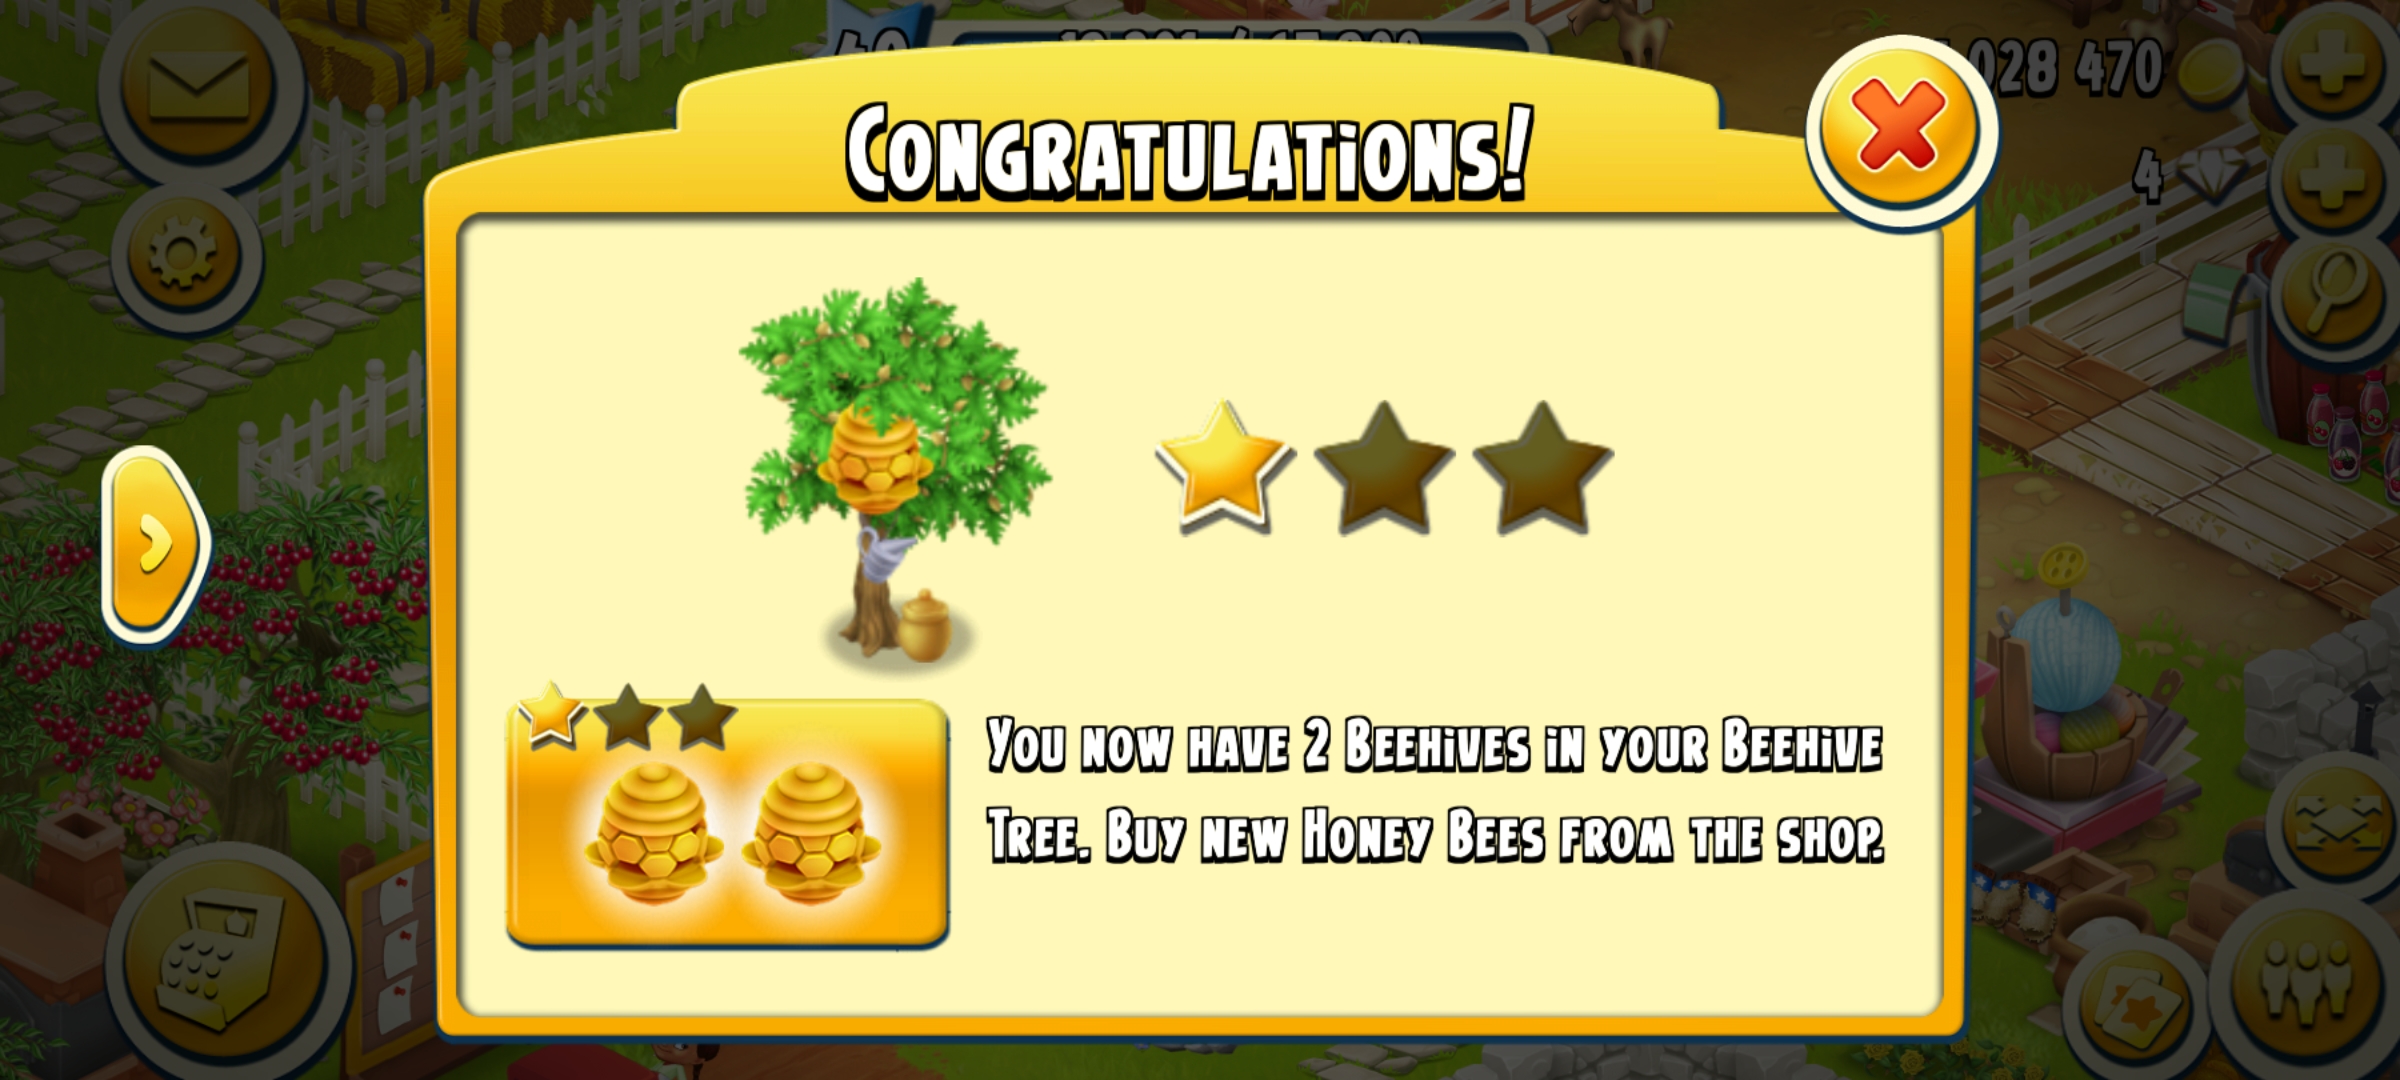 028 470
CONGRATULATIONS!
4
YOU NOW HAVE 2 BEEHIVES IN YOUR BEEHIVE
TREE. BUY NEW HONEY BEES FROM THE SHOP.